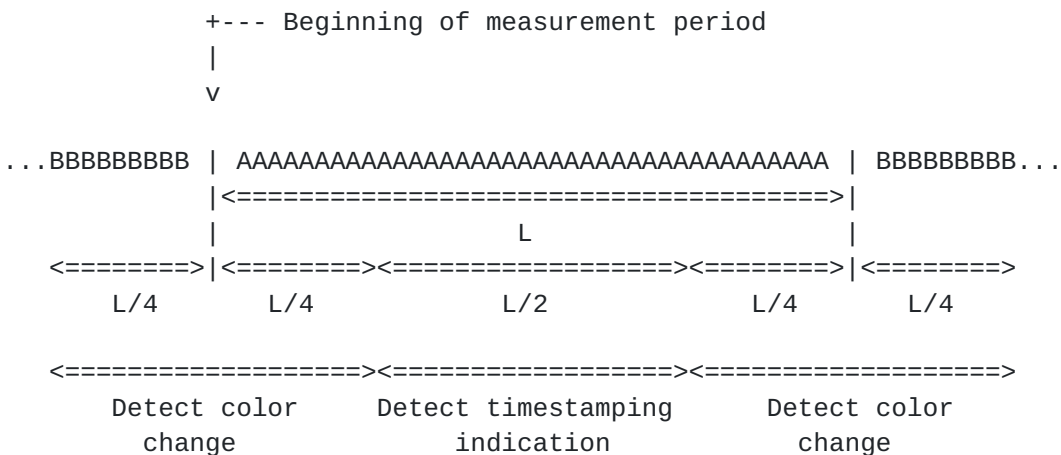 +--- Beginning of measurement period
|
v
...BBBBBBBBB | AAAAAAAAAAAAAAAAAAAAAAAAAAAAAAAAAAAAAA | BBBBBBBBB...
|<======================================>|
| L |
<========>|<========><==================><========>|<========>
L/4 L/4 L/2 L/4 L/4
<===================><==================><===================>
Detect color Detect timestamping Detect color
change indication change